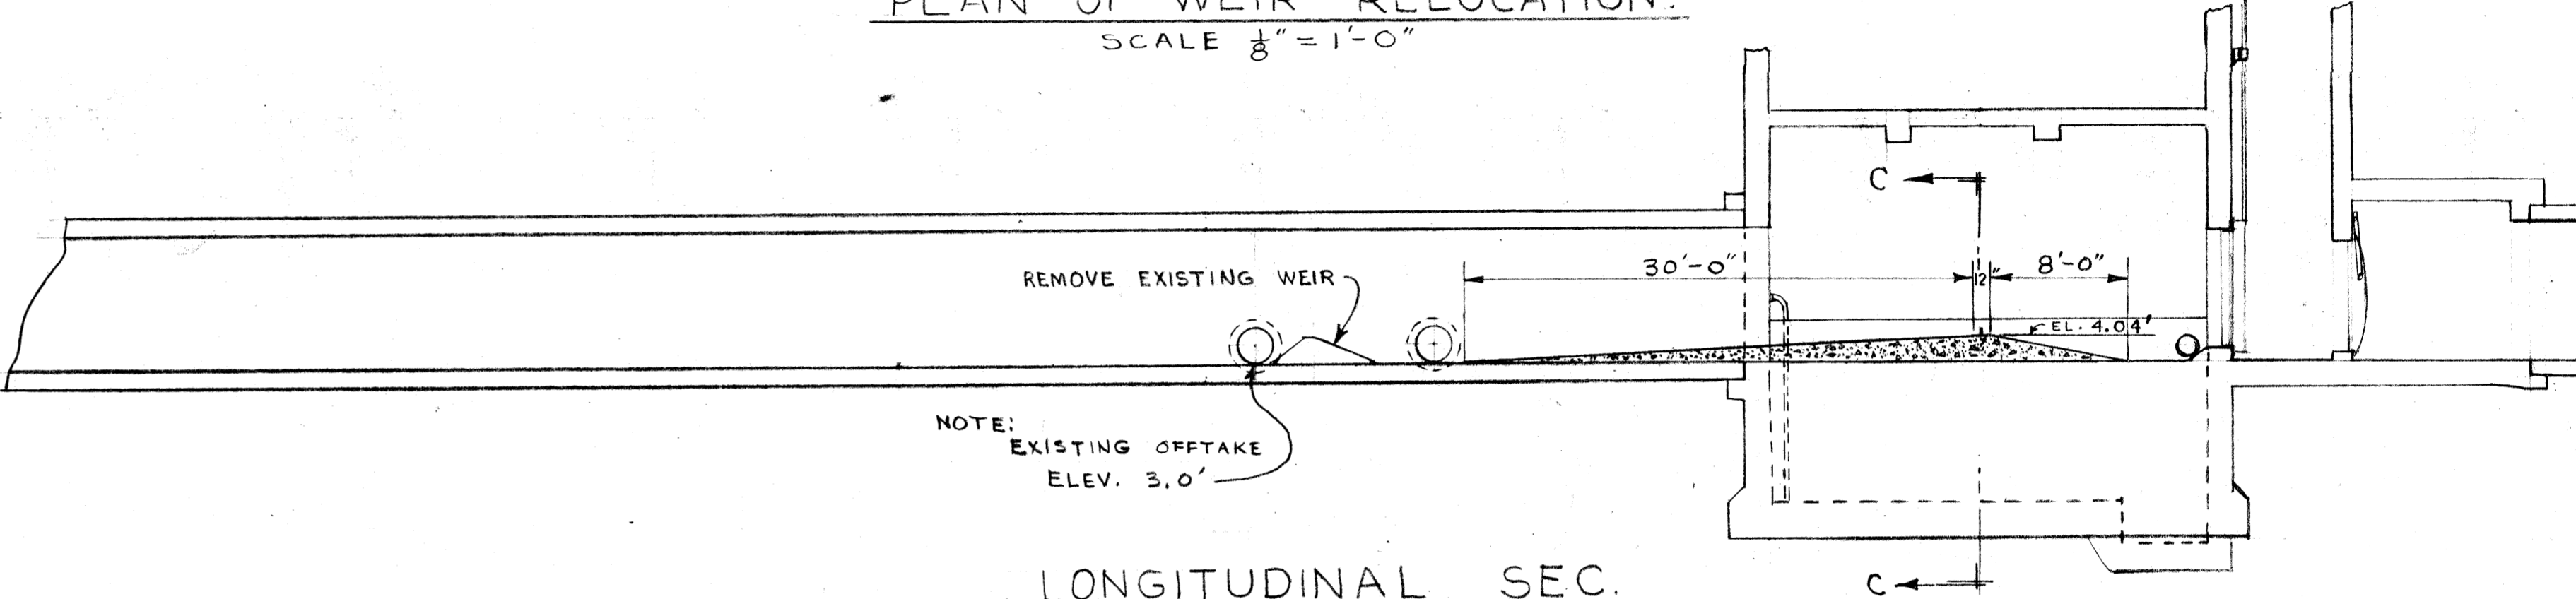 PLAN OF WEIR RELOCATION.
SCALE 1/8" = 1'-0"
C
REMOVE EXISTING WEIR
30'-0"
12"
8'-0"
EL. 4.04'
NOTE:
EXISTING OFFTAKE
ELEV. 3.0'
LONGITUDINAL SEC.
C